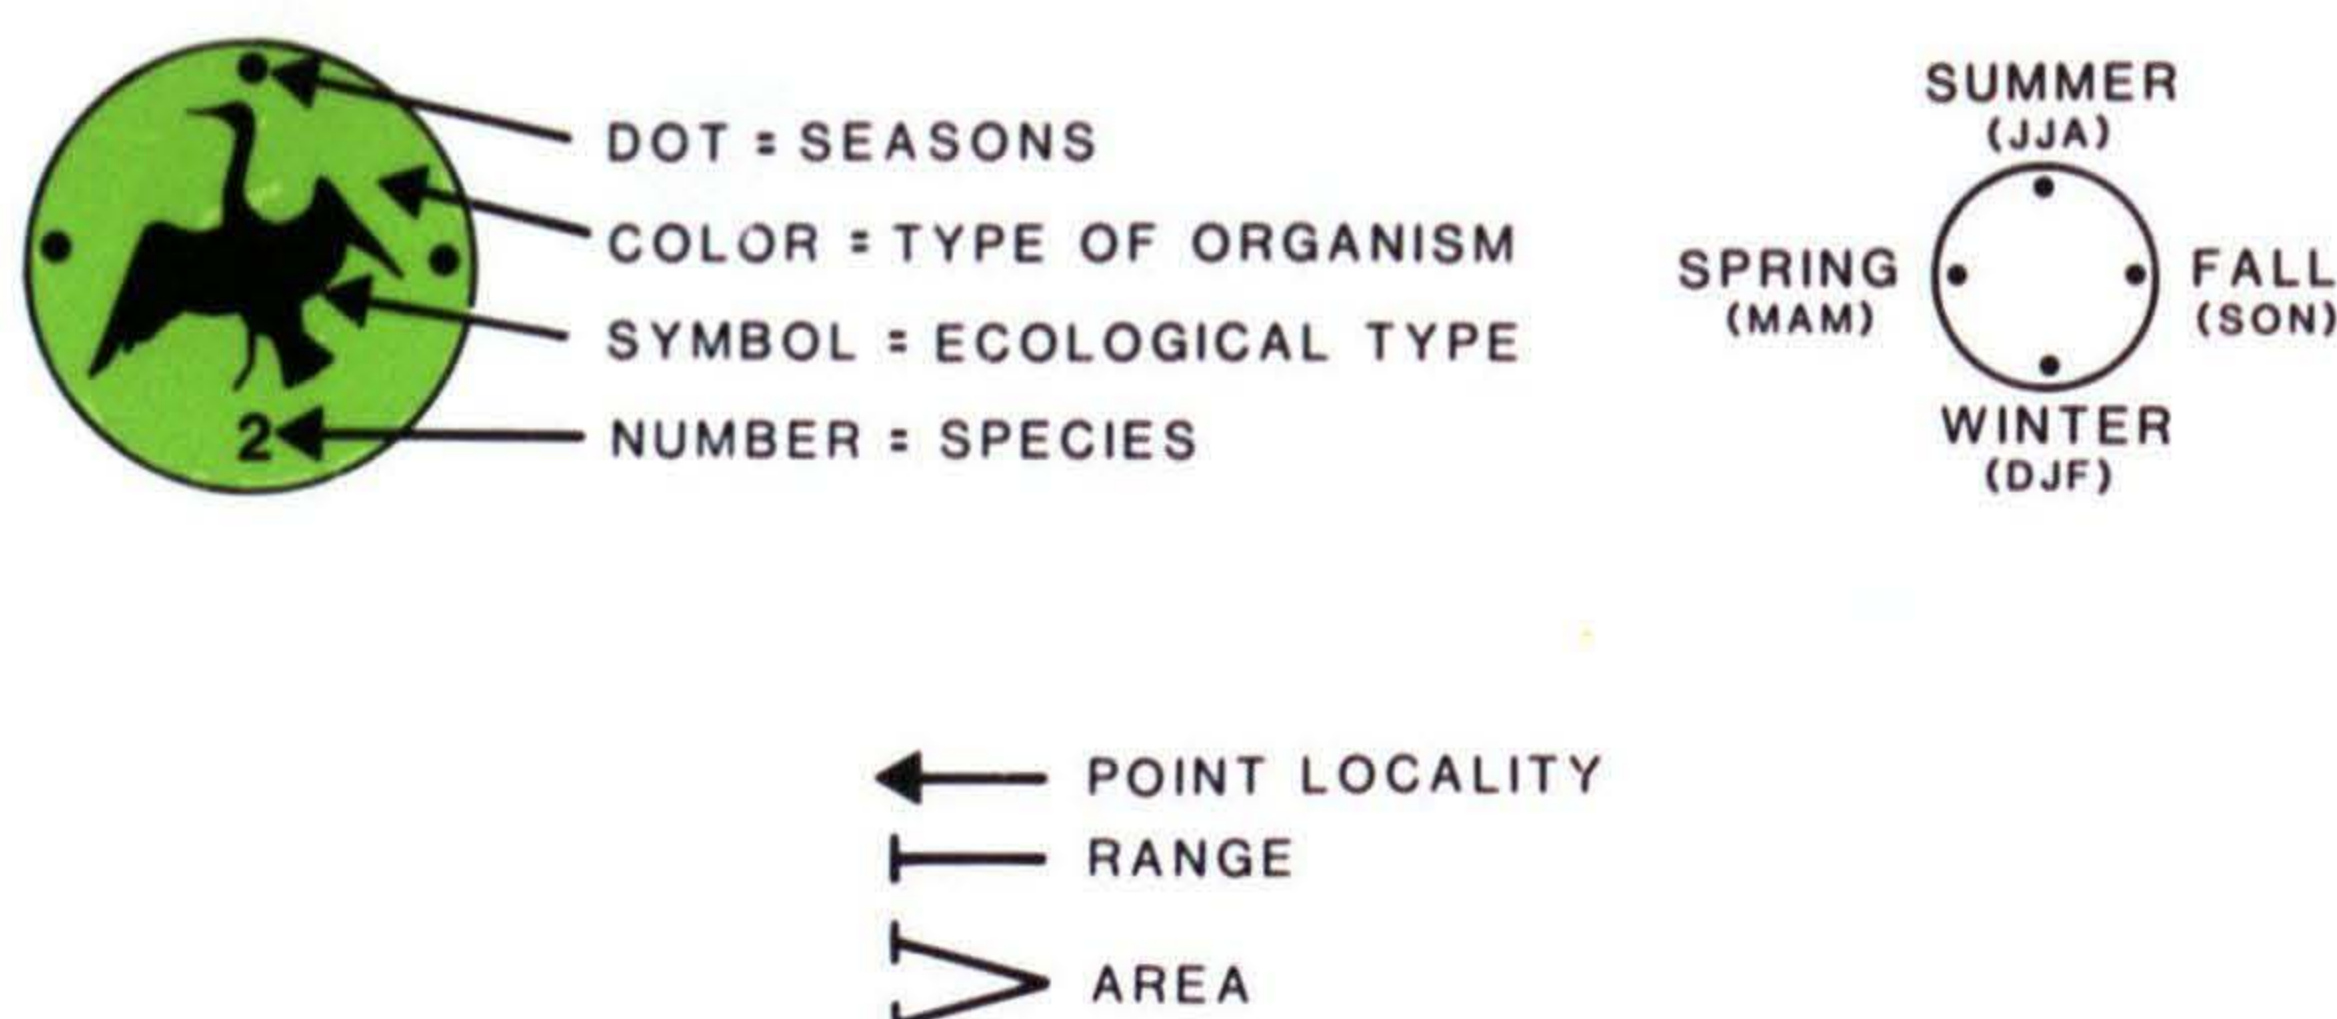 DOT = SEASONS
COLOR = TYPE OF ORGANISM
SYMBOL = ECOLOGICAL TYPE
2
NUMBER = SPECIES
SUMMER
(JJA)
SPRING
(MAM)
FALL
(SON)
WINTER
(DJF)
POINT LOCALITY
RANGE
AREA